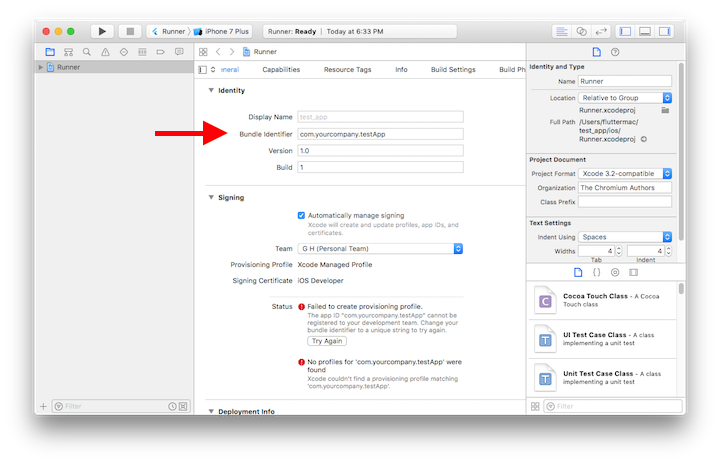 Runner
iPhone 7 Plus
Runner: Ready | Today at 6:33 PM
Runner
Runner
neral
Capabilities
Resource Tags
Info
Build Settings
Build Ph
Identity
Display Name
test_app
Bundle Identifier
com.yourcompany.testApp
Version
1.0
Build
1
Signing
Automatically manage signing
Xcode will create and update profiles, app IDs, and
certificates.
Team
G H (Personal Team)
Provisioning Profile
Xcode Managed Profile
Signing Certificate
iOS Developer
Status
Failed to create provisioning profile.
The app ID "com.yourcompany.testApp" cannot be
registered to your development team. Change your
bundle identifier to a unique string to try again.
Try Again
No profiles for 'com.yourcompany.testApp' were
found
Xcode couldn't find a provisioning profile matching
'com.yourcompany.testApp'.
Deployment Info
Filter
Identity and Type
Name
Runner
Location
Relative to Group
Runner.xcodeproj
Full Path
/Users/fluttermac/
test_app/ios/
Runner.xcodeproj
Project Document
Project Format
Xcode 3.2-compatible
Organization
The Chromium Authors
Class Prefix
Text Settings
Indent Using
Spaces
Widths
4
4
Tab
Indent
Cocoa Touch Class - A Cocoa
Touch class
UI Test Case Class - A class
implementing a unit test
Unit Test Case Class - A class
implementing a unit test
Filter